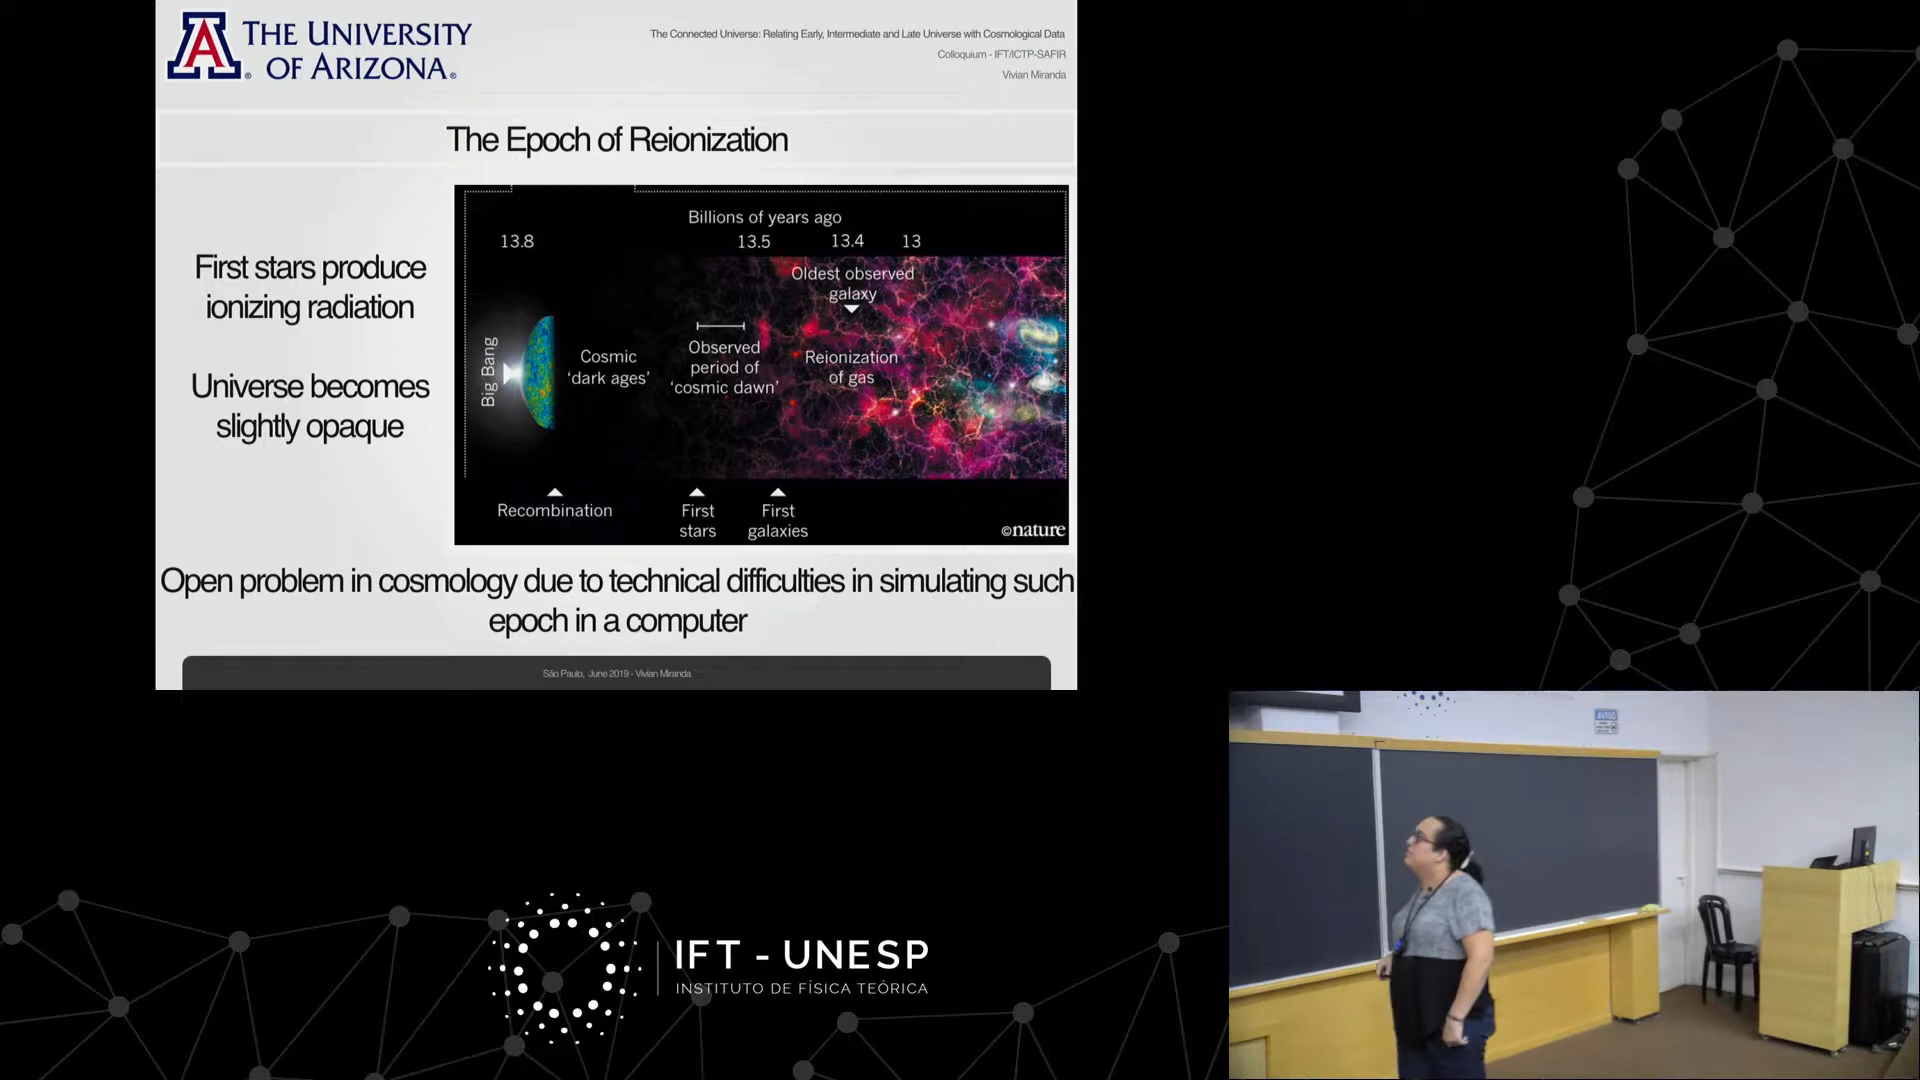 THE UNIVERSITY
OF ARIZONA.
The Connected Universe: Relating Early, Intermediate and Late Universe with Cosmological Data
Colloquium - IFT/ICTP-SAFIR
Vivian Miranda
The Epoch of Reionization
First stars produce
ionizing radiation
Universe becomes
slightly opaque
Billions of years ago
13.8
13.5
13.4
13
Oldest observed
galaxy
Big Bang
Cosmic
'dark ages'
Observed
period of
'cosmic dawn'
Reionization
of gas
Recombination
First
stars
First
galaxies
©nature
Open problem in cosmology due to technical difficulties in simulating such
epoch in a computer
São Paulo, June 2019 - Vivian Miranda
AVISO
IFT - UNESP
INSTITUTO DE FÍSICA TEÓRICA